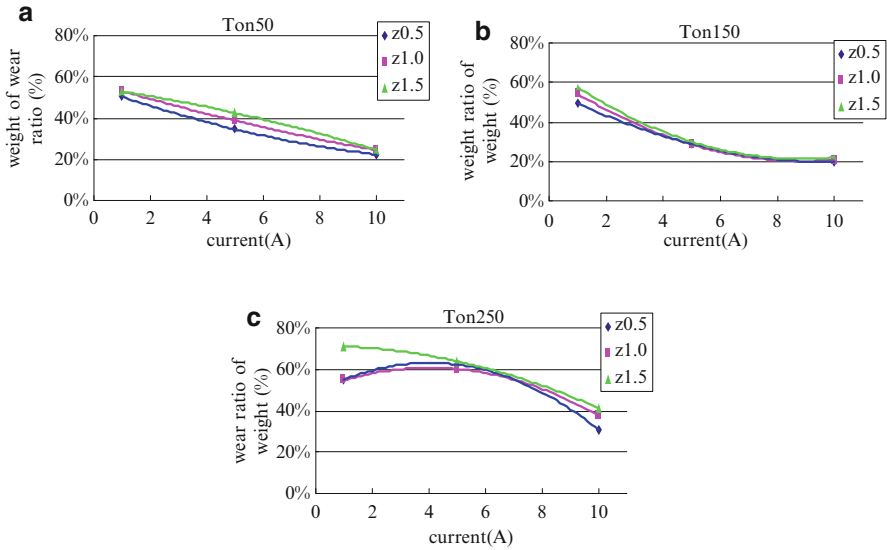 a
Ton50
weight of wear
ratio (%)
80%
60%
40%
20%
0%
0 2 4 6 8 10
current(A)
z0.5
z1.0
z1.5
b
Ton150
weight ratio of
weight (%)
80%
60%
40%
20%
0%
0 2 4 6 8 10
current(A)
z0.5
z1.0
z1.5
c
Ton250
wear ratio of
weight (%)
80%
60%
40%
20%
0%
0 2 4 6 8 10
current(A)
z0.5
z1.0
z1.5